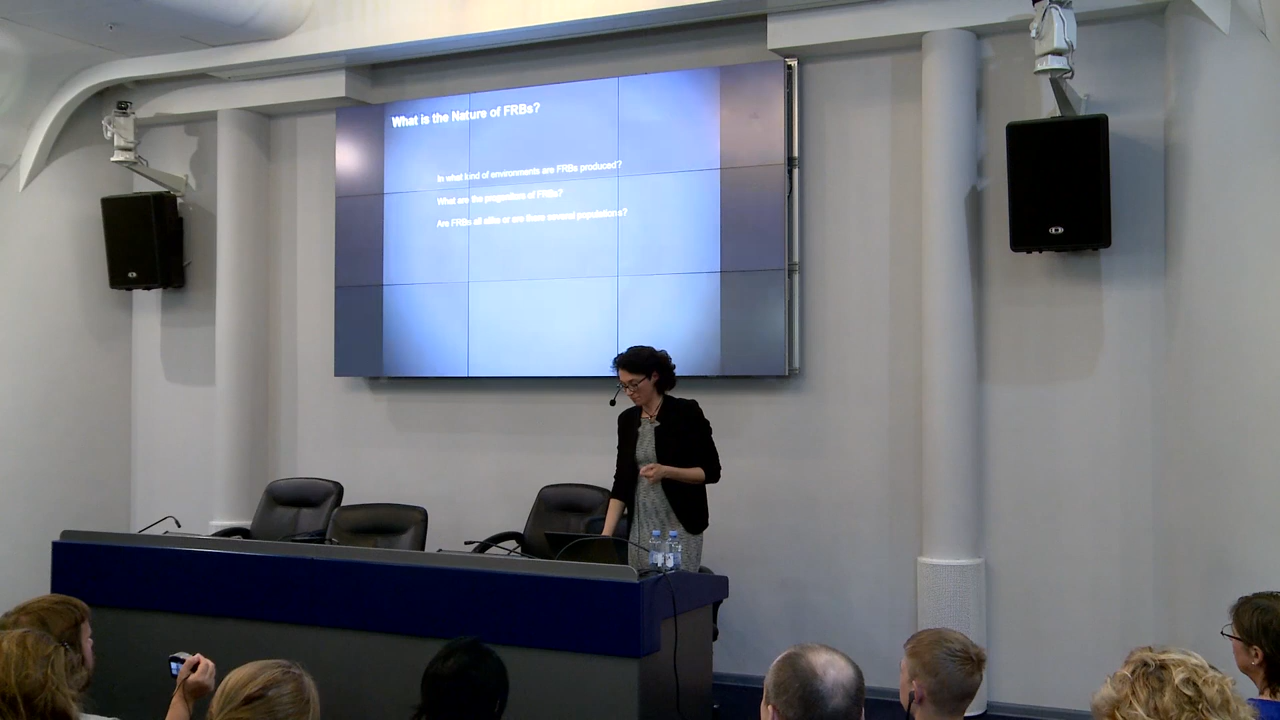 What is the Nature of FRBs?
In what kind of environments are FRBs produced?
What are the progenitors of FRBs?
Are FRBs all alike or are there several populations?